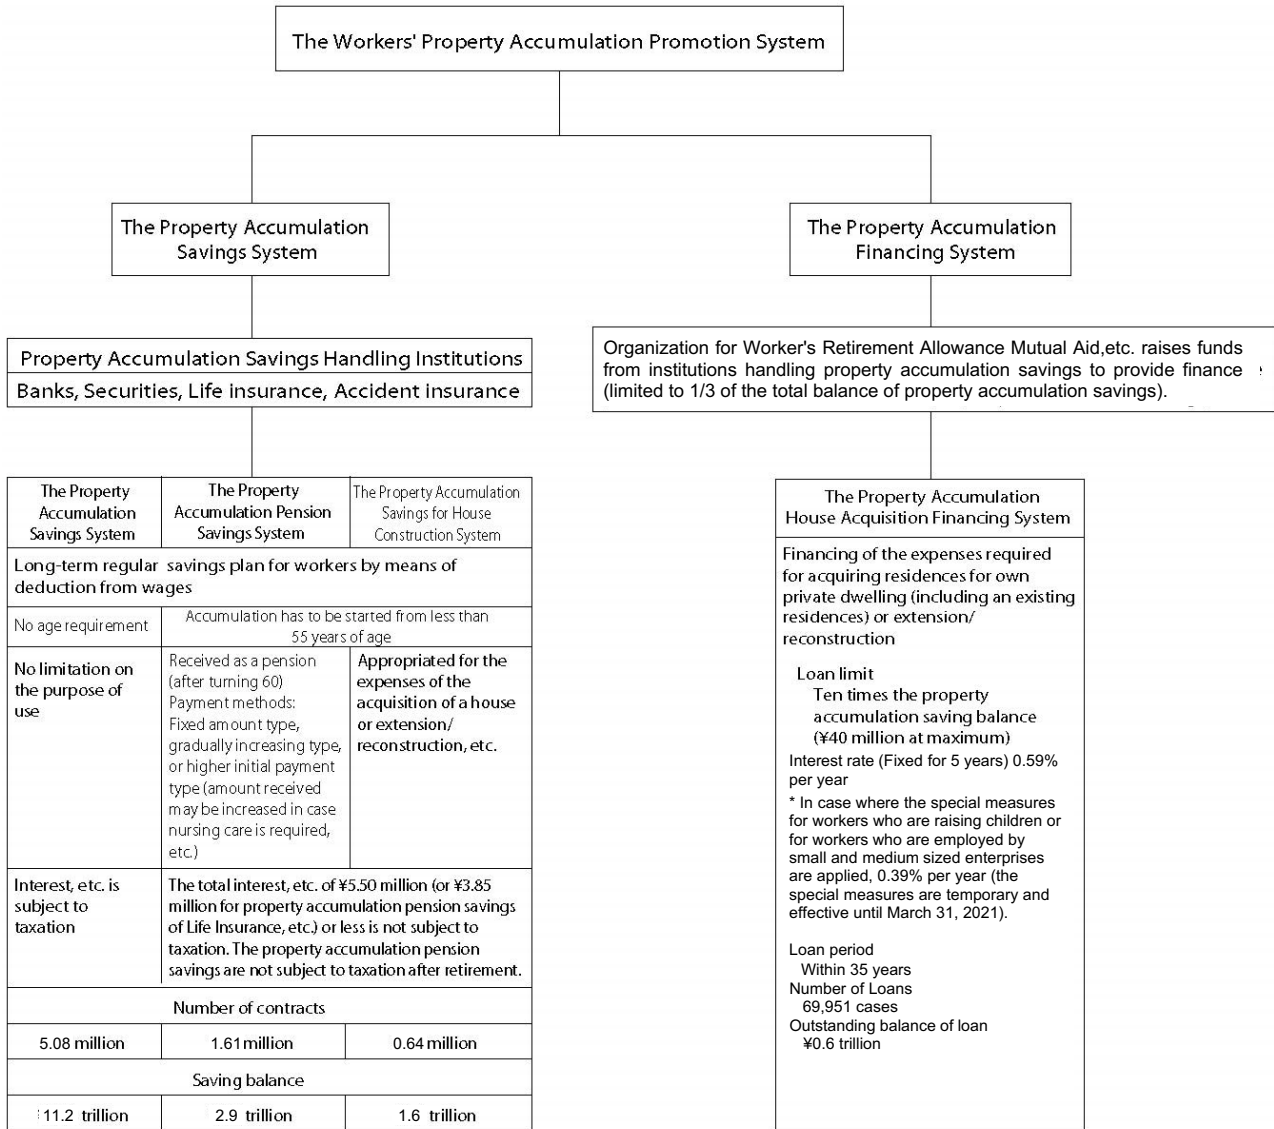 The Workers' Property Accumulation Promotion System
The Property Accumulation
Savings System
Property Accumulation Savings Handling Institutions
Banks, Securities, Life insurance, Accident insurance
The Property
Accumulation
Savings System
The Property
Accumulation Pension
Savings System
The Property Accumulation
Savings for House
Construction System
Long-term regular savings plan for workers by means of
deduction from wages
No age requirement
Accumulation has to be started from less than
55 years of age
No limitation on
the purpose of
use
Received as a pension
(after turning 60)
Payment methods:
Fixed amount type,
gradually increasing type,
or higher initial payment
type (amount received
may be increased in case
nursing care is required,
etc.)
Appropriated for the
expenses of the
acquisition of a house
or extension/
reconstruction, etc.
Interest, etc. is
subject to
taxation
The total interest, etc. of ¥5.50 million (or ¥3.85
million for property accumulation pension savings
of Life Insurance, etc.) or less is not subject to
taxation. The property accumulation pension
savings are not subject to taxation after retirement.
Number of contracts
5.08 million
1.61 million
0.64 million
Saving balance
11.2 trillion
2.9 trillion
1.6 trillion
The Property Accumulation
Financing System
Organization for Worker's Retirement Allowance Mutual Aid,etc. raises funds
from institutions handling property accumulation savings to provide finance
(limited to 1/3 of the total balance of property accumulation savings).
The Property Accumulation
House Acquisition Financing System
Financing of the expenses required
for acquiring residences for own
private dwelling (including an existing
residences) or extension/
reconstruction
Loan limit
Ten times the property
accumulation saving balance
(¥40 million at maximum)
Interest rate (Fixed for 5 years) 0.59%
per year
* In case where the special measures
for workers who are raising children or
for workers who are employed by
small and medium sized enterprises
are applied, 0.39% per year (the
special measures are temporary and
effective until March 31, 2021).
Loan period
Within 35 years
Number of Loans
69,951 cases
Outstanding balance of loan
¥0.6 trillion